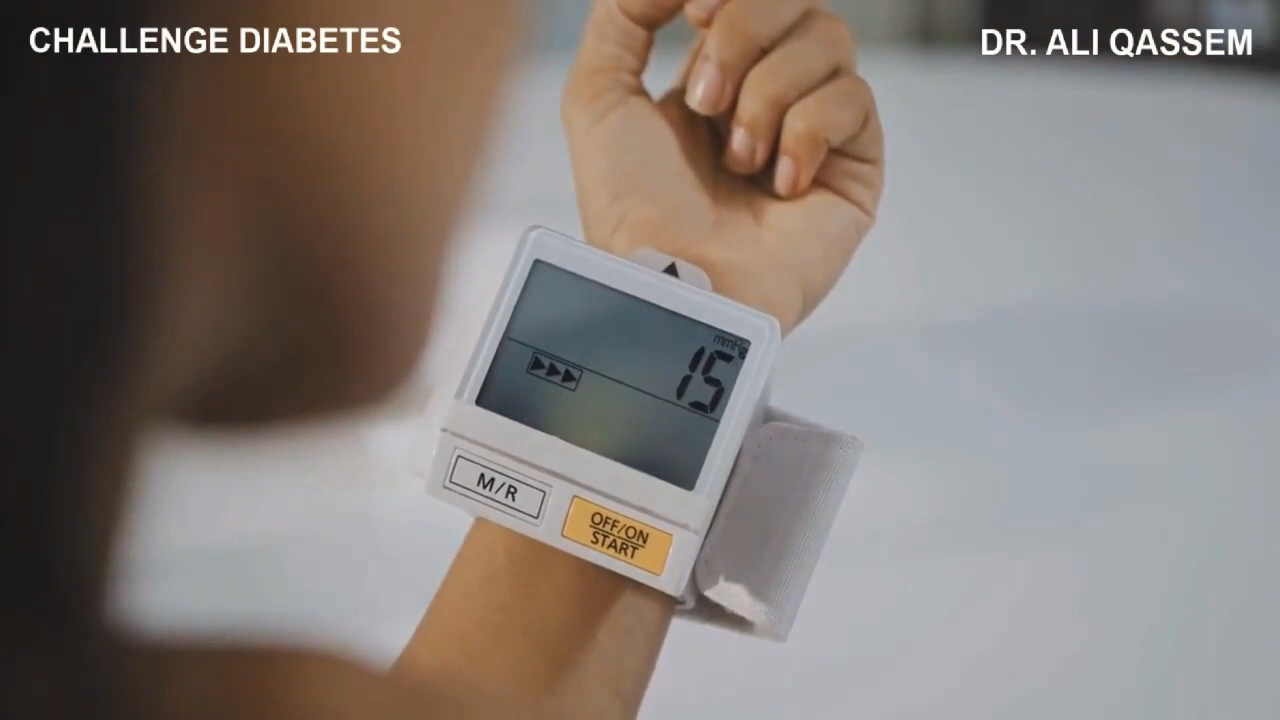 CHALLENGE DIABETES
DR. ALI QASSEM
mmHg
15
M/R
OFF/ON
START